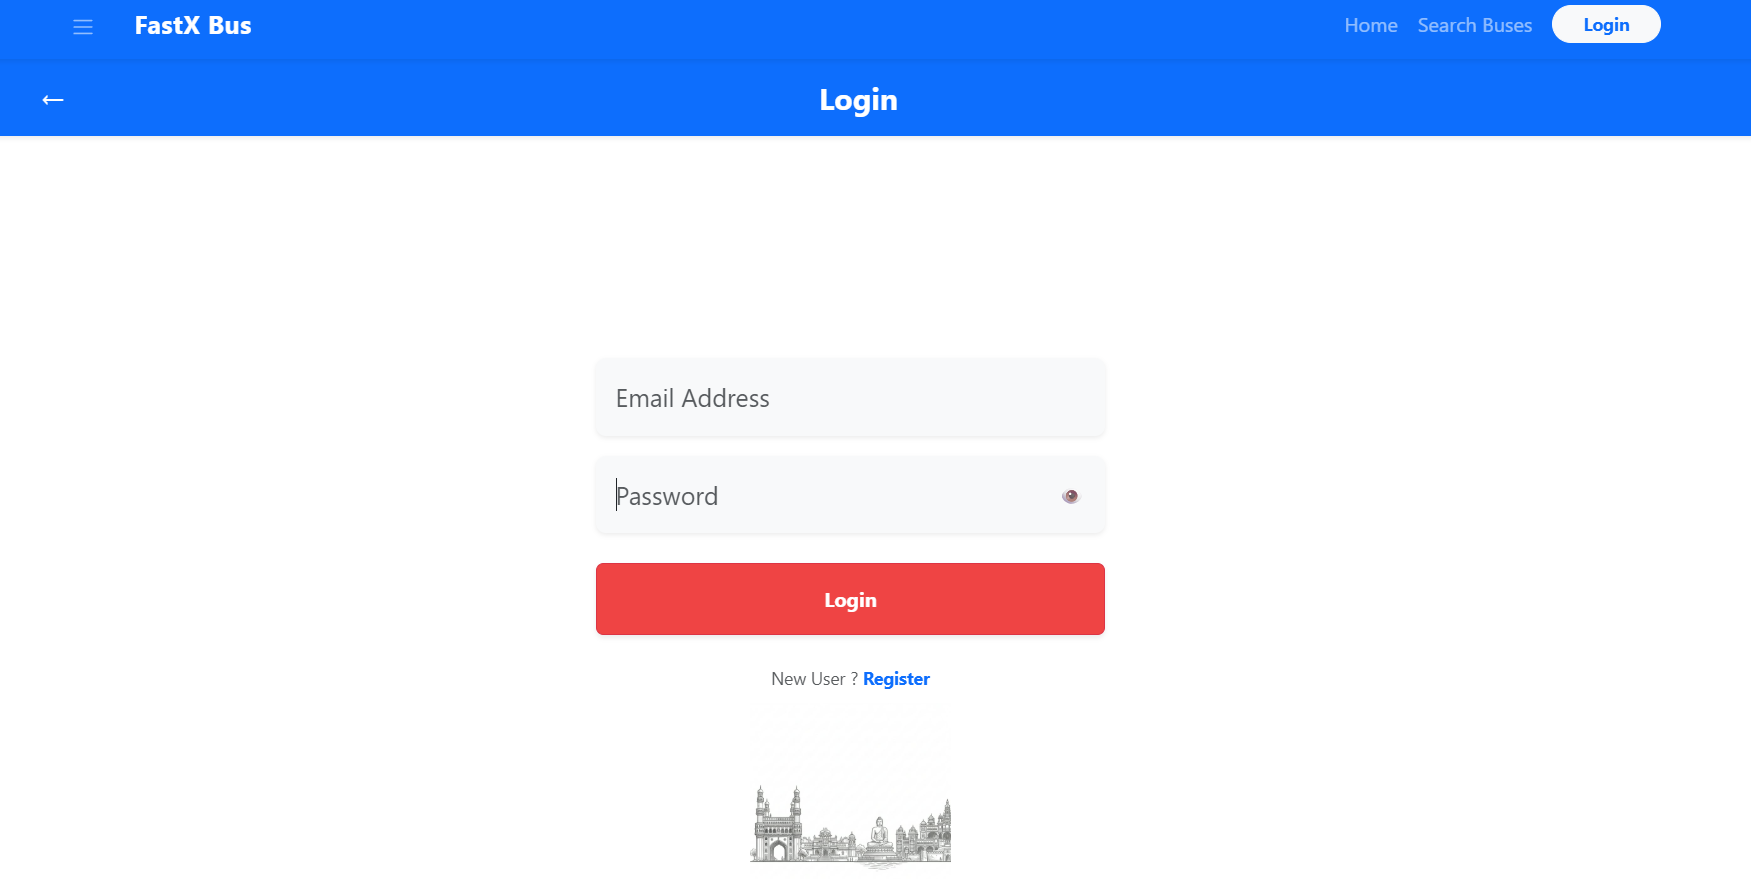 FastX Bus
Home
Search Buses
Login
Login
Email Address
Password
Login
New User ? Register